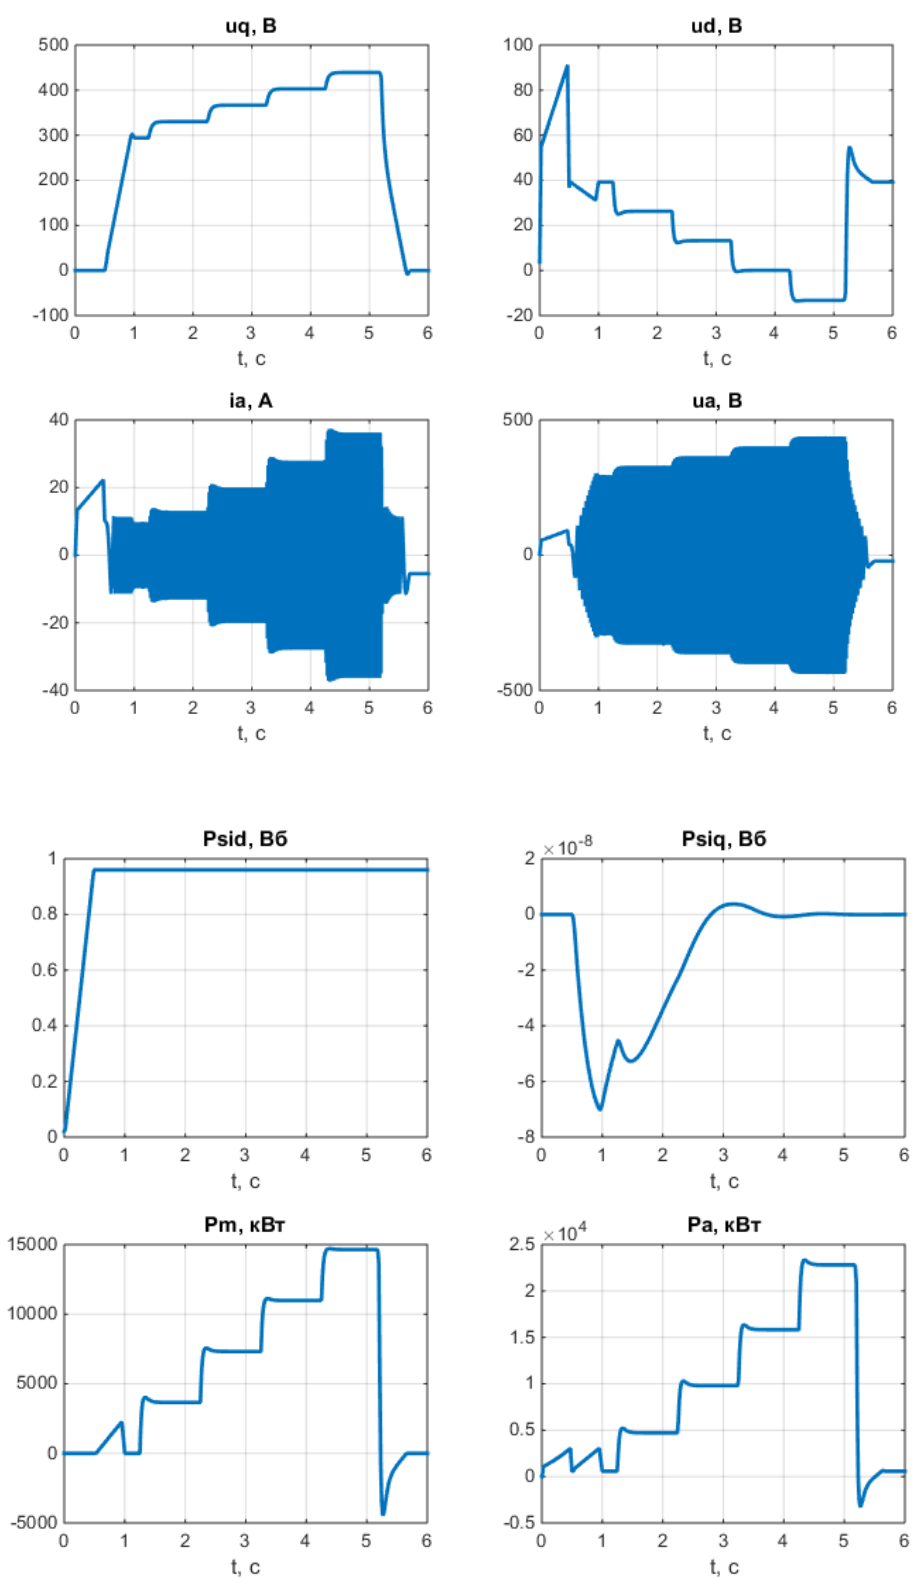 uq, В
500
400
300
200
100
0
-100
0 1 2 3 4 5 6
t, с
ud, В
100
80
60
40
20
0
-20
0 1 2 3 4 5 6
t, с
ia, А
40
20
0
-20
-40
0 1 2 3 4 5 6
t, с
ua, В
500
0
-500
0 1 2 3 4 5 6
t, с
Psid, Вб
1
0.8
0.6
0.4
0.2
0
0 1 2 3 4 5 6
t, с
Psiq, Вб
×10⁻⁸
2
0
-2
-4
-6
-8
0 1 2 3 4 5 6
t, с
Pm, кВт
15000
10000
5000
0
-5000
0 1 2 3 4 5 6
t, с
Pa, кВт
×10⁴
2.5
2
1.5
1
0.5
0
-0.5
0 1 2 3 4 5 6
t, с